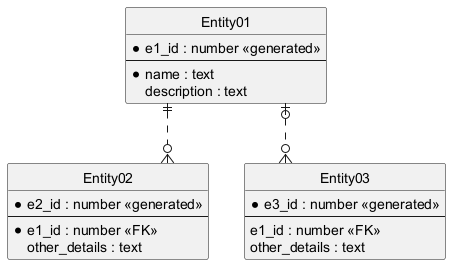 Entity01
e1_id : number «generated»
name : text
description : text
Entity02
e2_id : number «generated»
e1_id : number «FK»
other_details : text
Entity03
e3_id : number «generated»
e1_id : number «FK»
other_details : text